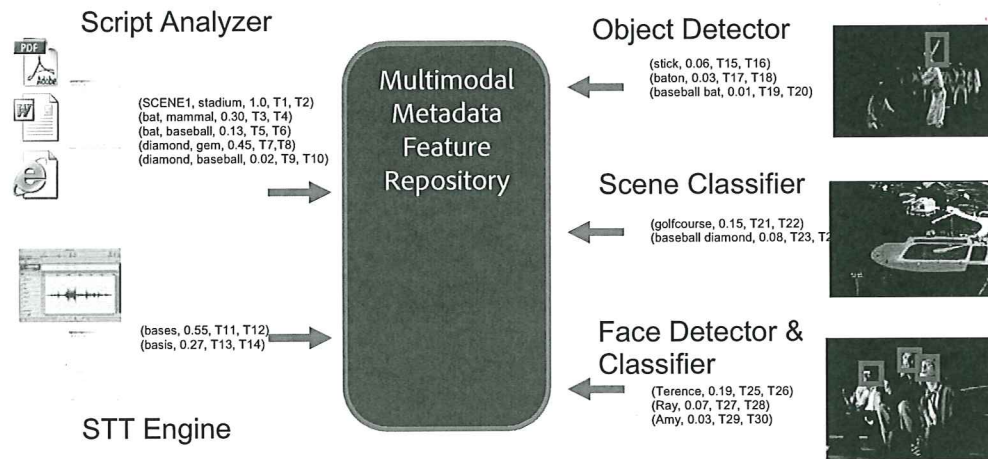 Script Analyzer
PDF
Adobe
W
(SCENE1, stadium, 1.0, T1, T2)
(bat, mammal, 0.30, T3, T4)
(bat, baseball, 0.13, T5, T6)
(diamond, gem, 0.45, T7,T8)
(diamond, baseball, 0.02, T9, T10)
(bases, 0.55, T11, T12)
(basis, 0.27, T13, T14)
STT Engine
Multimodal
Metadata
Feature
Repository
Object Detector
(stick, 0.06, T15, T16)
(baton, 0.03, T17, T18)
(baseball bat, 0.01, T19, T20)
Scene Classifier
(golfcourse, 0.15, T21, T22)
(baseball diamond, 0.08, T23,
Face Detector &
Classifier
(Terence, 0.19, T25, T26)
(Ray, 0.07, T27, T28)
(Amy, 0.03, T29, T30)